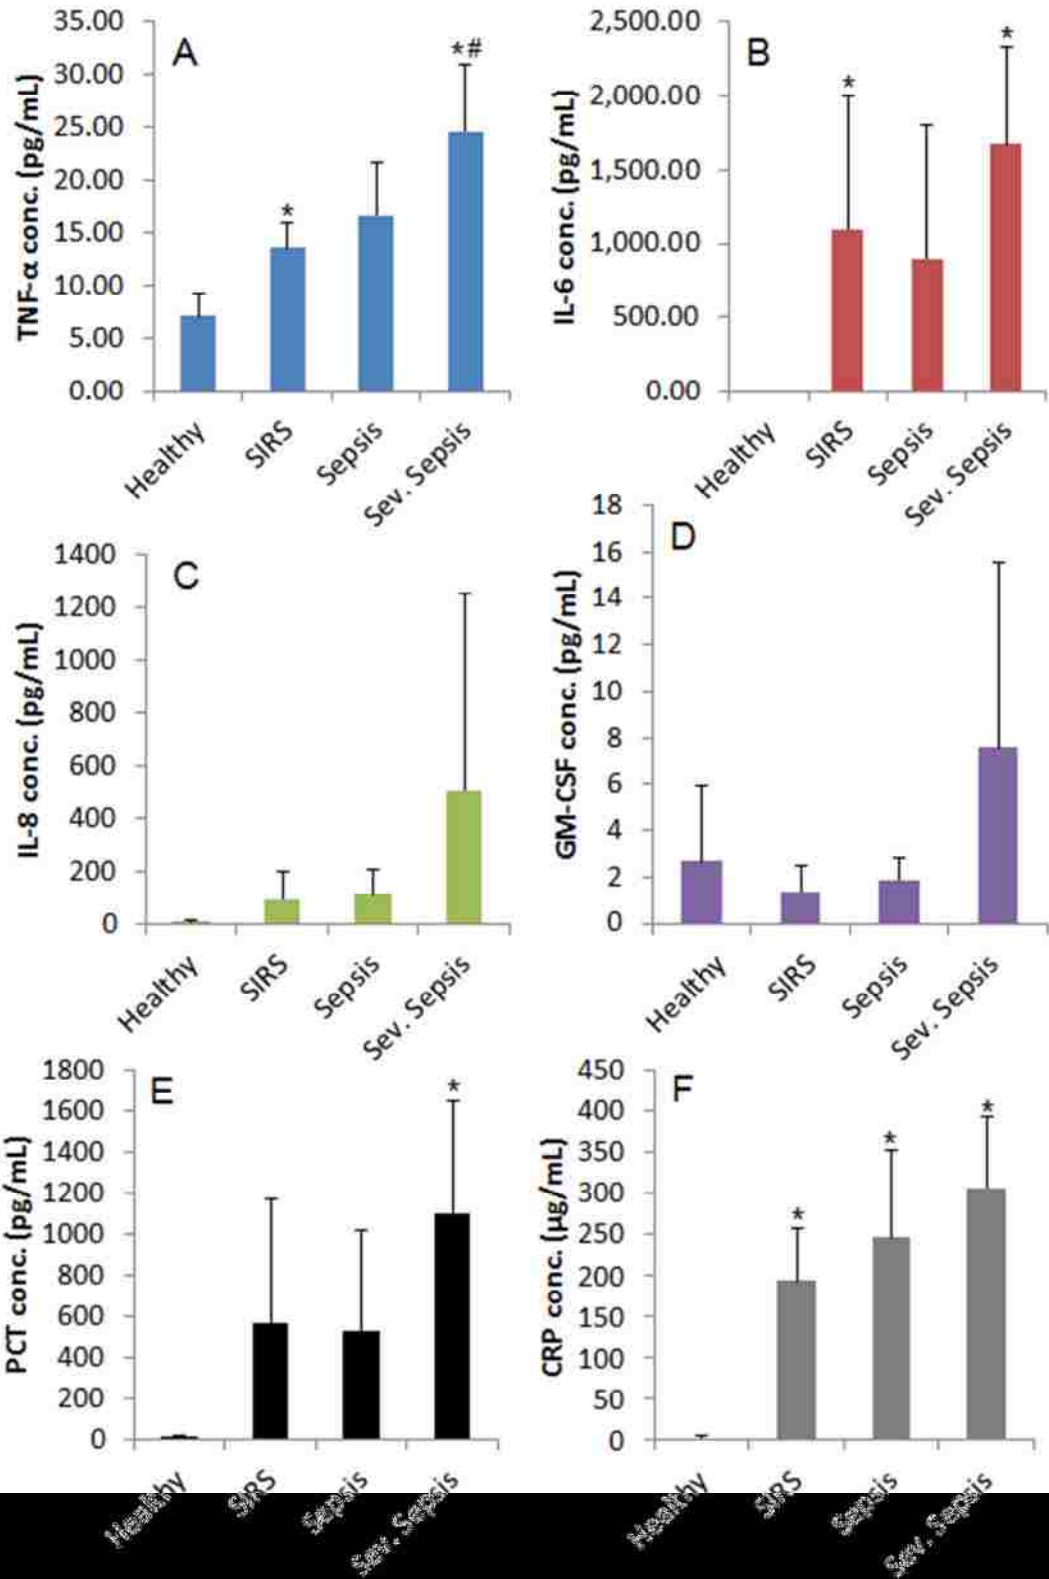 A
TNF-α conc. (pg/mL)
35.00
30.00
25.00
20.00
15.00
10.00
5.00
0.00
*
*#
Healthy
SIRS
Sepsis
Sev. Sepsis
B
IL-6 conc. (pg/mL)
2,500.00
2,000.00
1,500.00
1,000.00
500.00
0.00
*
*
Healthy
SIRS
Sepsis
Sev. Sepsis
C
IL-8 conc. (pg/mL)
1400
1200
1000
800
600
400
200
0
Healthy
SIRS
Sepsis
Sev. Sepsis
D
GM-CSF conc. (pg/mL)
18
16
14
12
10
8
6
4
2
0
Healthy
SIRS
Sepsis
Sev. Sepsis
E
PCT conc. (pg/mL)
1800
1600
1400
1200
1000
800
600
400
200
0
*
Healthy
SIRS
Sepsis
Sev. Sepsis
F
CRP conc. (µg/mL)
450
400
350
300
250
200
150
100
50
0
*
*
*
Healthy
SIRS
Sepsis
Sev. Sepsis